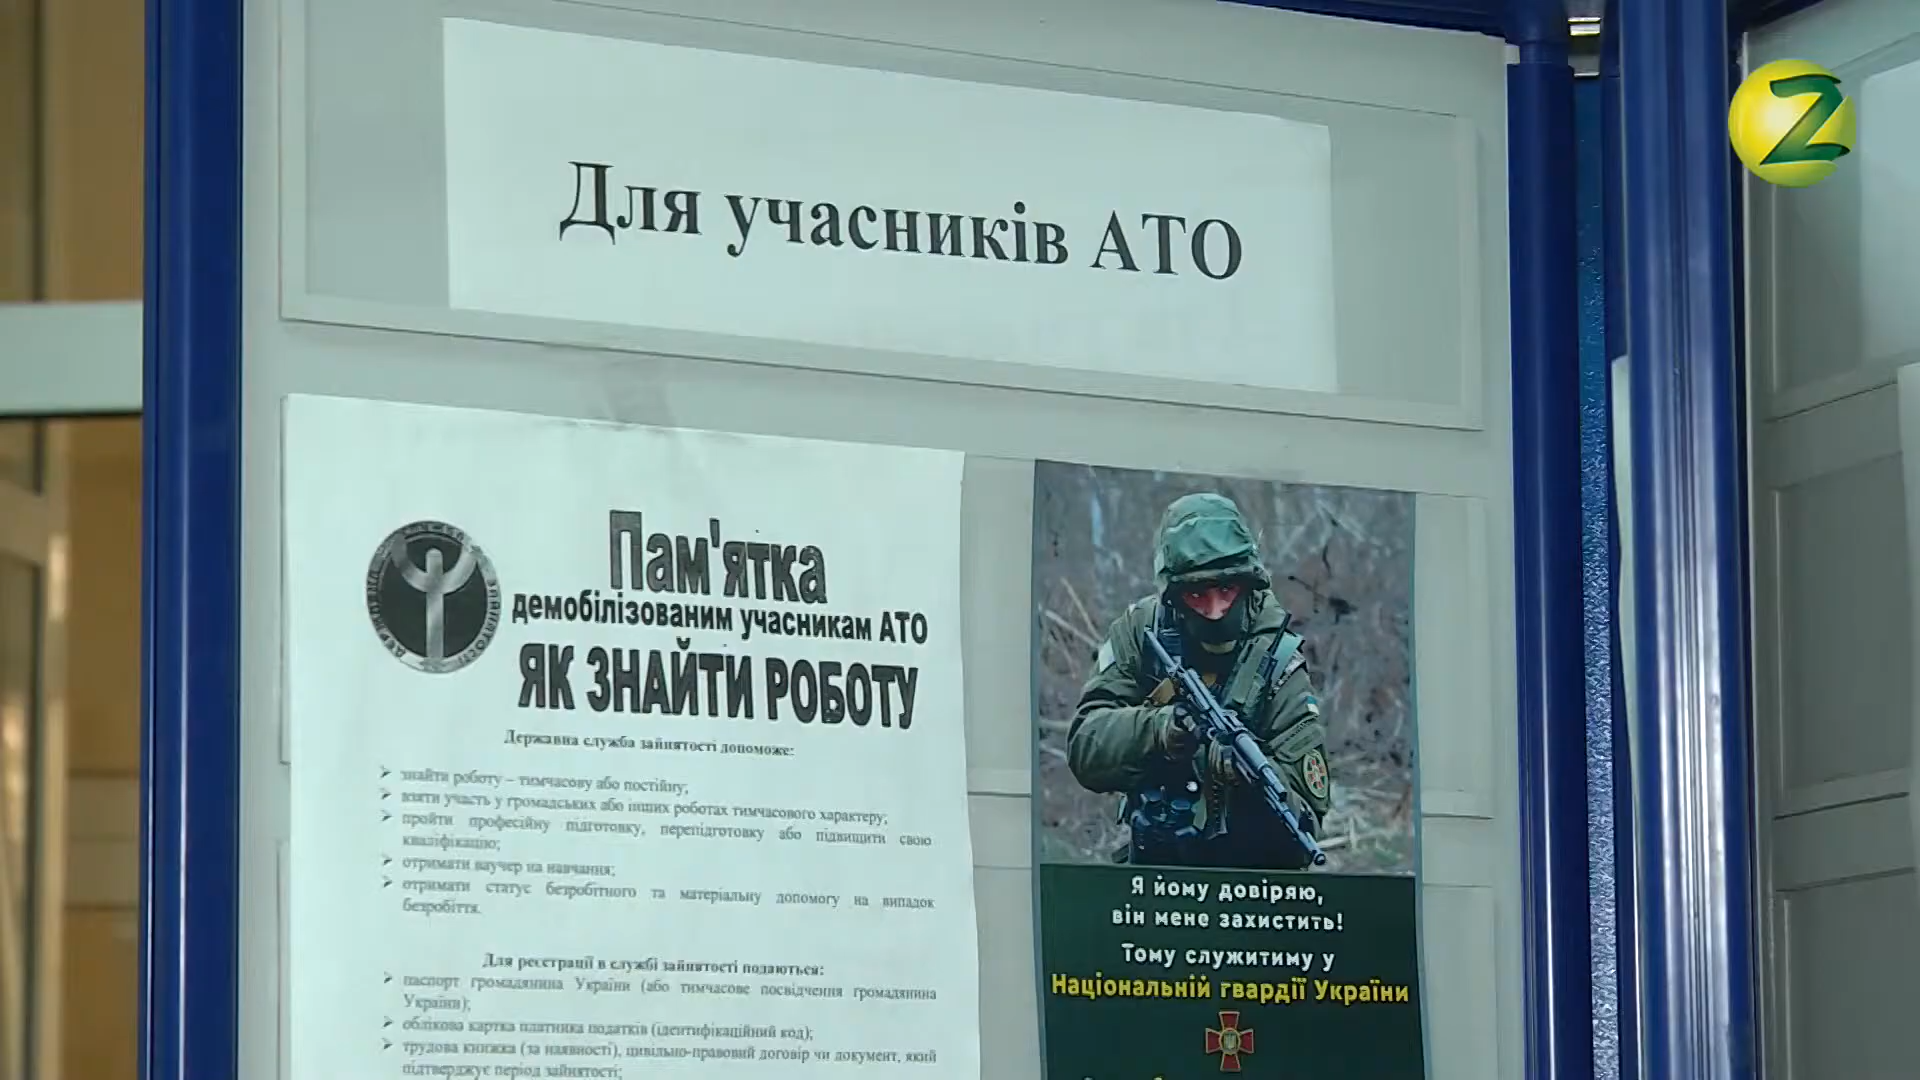 Для учасників АТО
Пам'ятка
демобілізованим учасникам АТО
ЯК ЗНАЙТИ РОБОТУ
Державна служба зайнятості допоможе:
знайти роботу – тимчасову або постійну;
взяти участь у громадських або інших роботах тимчасового характеру;
пройти професійну підготовку, перепідготовку або підвищити свою
кваліфікацію;
отримати ваучер на навчання;
отримати статус безробітного та матеріальну допомогу на випадок
безробіття.
Для реєстрації в службі зайнятості подаються:
паспорт громадянина України (або тимчасове посвідчення громадянина
України);
облікова картка платника податків (ідентифікаційний код);
трудова книжка (за наявності), цивільно-правовий договір чи документ, який
підтверджує період зайнятості;
Я йому довіряю,
він мене захистить!
Тому служитиму у
Національній гвардії України
Z